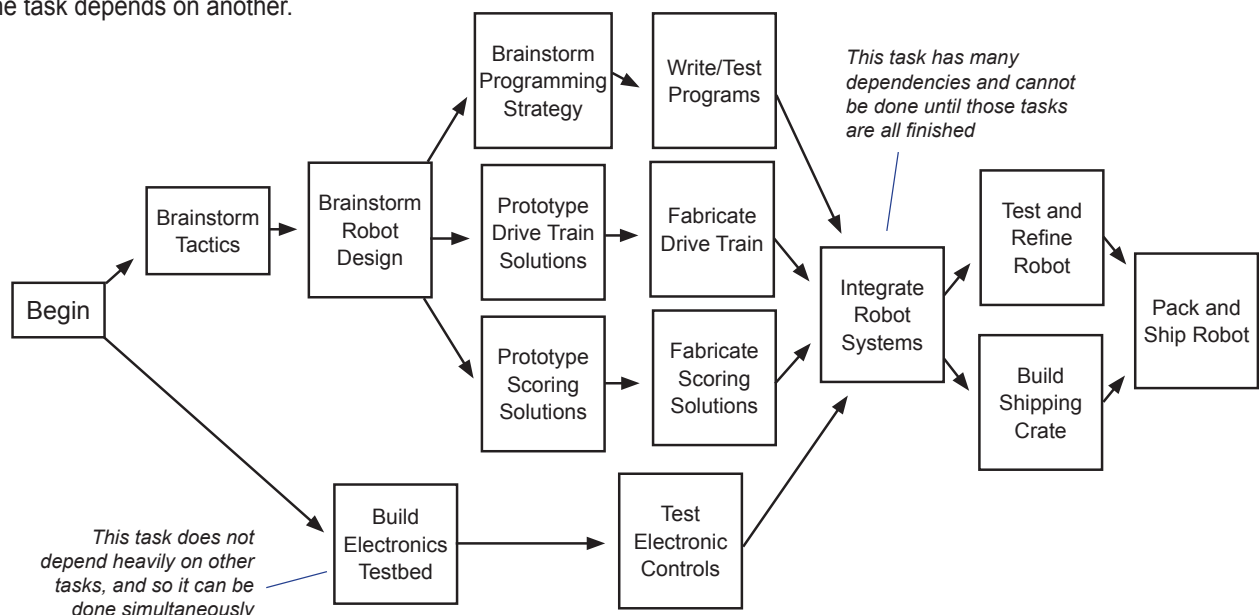 ne task depends on another.
Brainstorm
Programming
Strategy
Write/Test
Programs
This task has many
dependencies and cannot
be done until those tasks
are all finished
Brainstorm
Tactics
Brainstorm
Robot
Design
Prototype
Drive Train
Solutions
Fabricate
Drive Train
Test and
Refine
Robot
Begin
Integrate
Robot
Systems
Pack and
Ship Robot
Prototype
Scoring
Solutions
Fabricate
Scoring
Solutions
Build
Shipping
Crate
Build
Electronics
Testbed
Test
Electronic
Controls
This task does not
depend heavily on other
tasks, and so it can be
done simultaneously